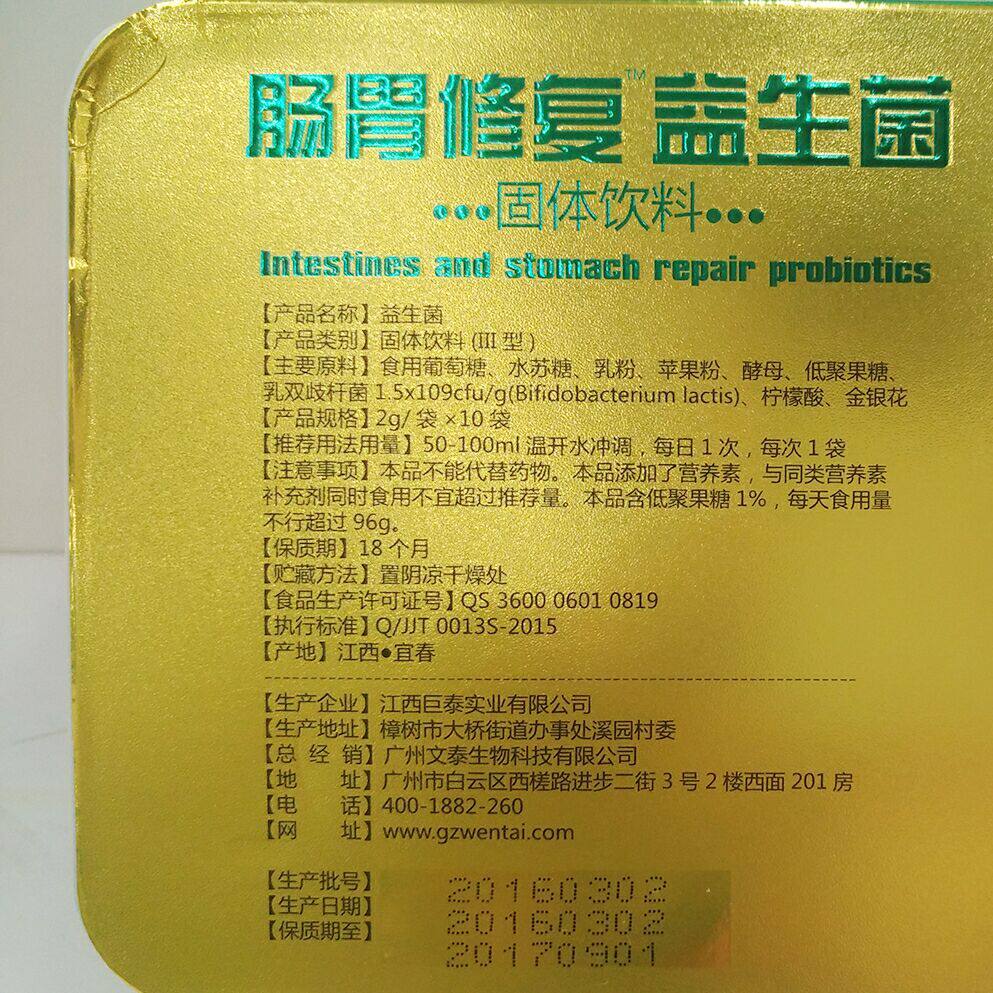 肠胃修复™益生菌
•••固体饮料•••
Intestines and stomach repair probiotics
【产品名称】益生菌
【产品类别】固体饮料(III型)
【主要原料】食用葡萄糖、水苏糖、乳粉、苹果粉、酵母、低聚果糖、
乳双歧杆菌1.5x109cfu/g(Bifidobacterium lactis)、柠檬酸、金银花
【产品规格】2g/袋×10袋
【推荐用法用量】50-100ml温开水冲调，每日1次，每次1袋
【注意事项】本品不能代替药物。本品添加了营养素，与同类营养素
补充剂同时食用不宜超过推荐量。本品含低聚果糖1%，每天食用量
不行超过96g。
【保质期】18个月
【贮藏方法】置阴凉干燥处
【食品生产许可证号】QS 3600 0601 0819
【执行标准】Q/JJT 0013S-2015
【产地】江西●宜春
【生产企业】江西巨泰实业有限公司
【生产地址】樟树市大桥街道办事处溪园村委
【总 经 销】广州文泰生物科技有限公司
【地 址】广州市白云区西槎路进步二街3号2楼西面201房
【电 话】400-1882-260
【网 址】www.gzwentai.com
【生产批号】 20160302
【生产日期】 20160302
【保质期至】 20170901